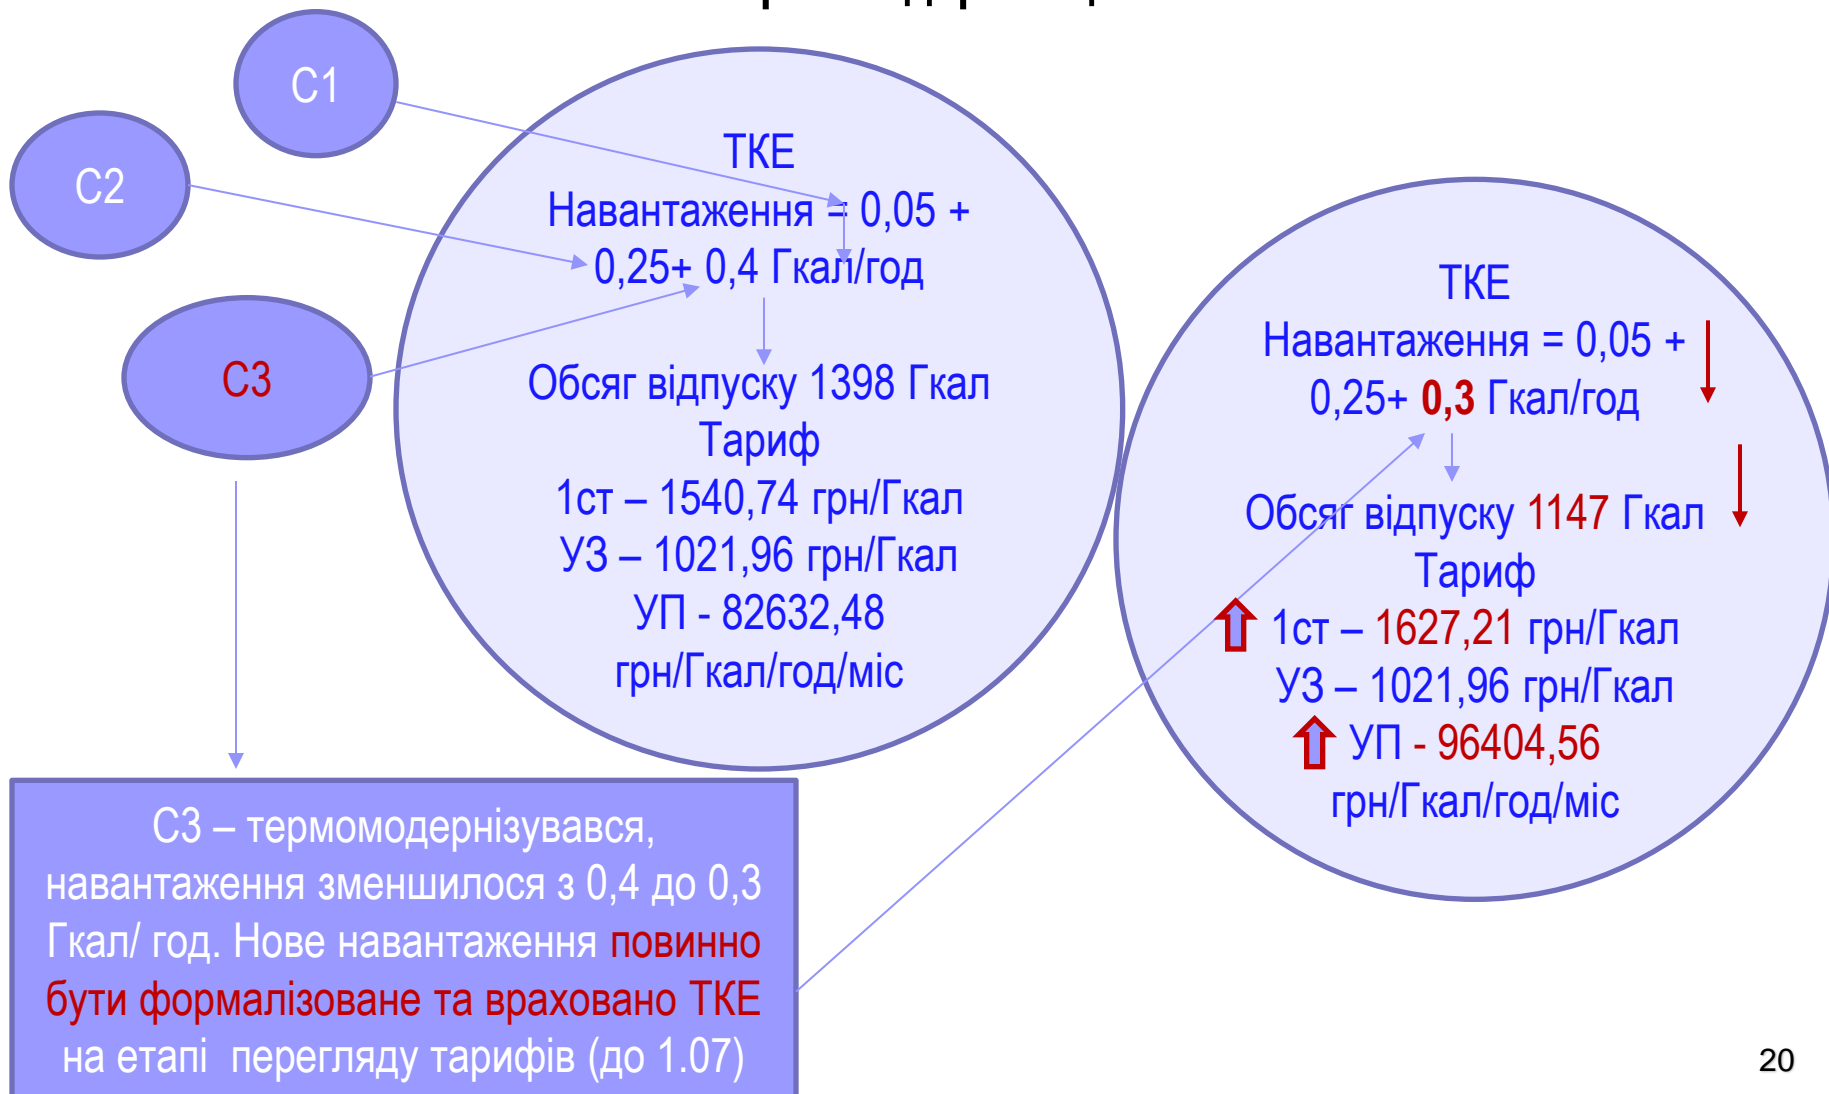 С1
С2
С3
ТКЕ
Навантаження = 0,05 +
0,25+ 0,4 Гкал/год
Обсяг відпуску 1398 Гкал
Тариф
1ст – 1540,74 грн/Гкал
УЗ – 1021,96 грн/Гкал
УП - 82632,48
грн/Гкал/год/міс
ТКЕ
Навантаження = 0,05 +
0,25+ 0,3 Гкал/год
Обсяг відпуску 1147 Гкал
Тариф
1ст – 1627,21 грн/Гкал
УЗ – 1021,96 грн/Гкал
УП - 96404,56
грн/Гкал/год/міс
С3 – термомодернізувався,
навантаження зменшилося з 0,4 до 0,3
Гкал/ год. Нове навантаження повинно
бути формалізоване та враховано ТКЕ
на етапі перегляду тарифів (до 1.07)
20